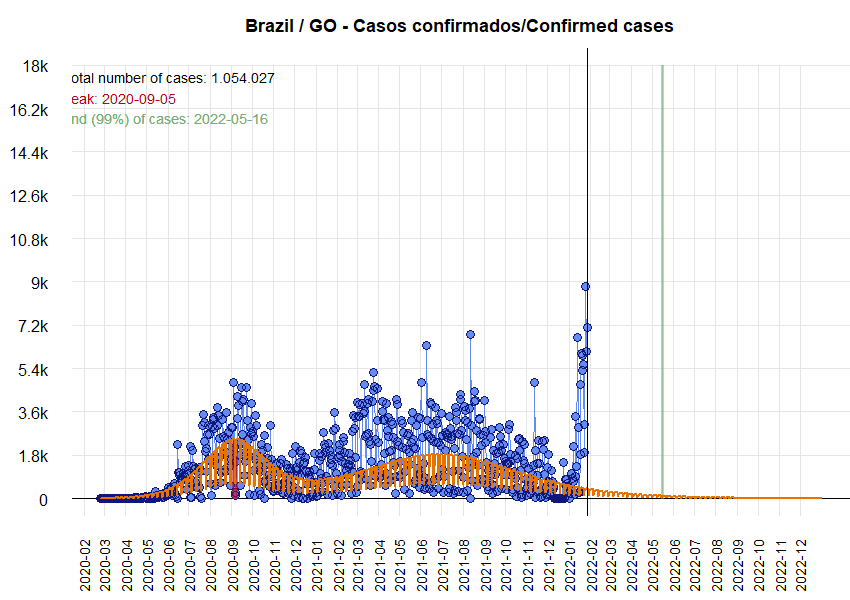 Brazil / GO - Casos confirmados/Confirmed cases
18k
otal number of cases: 1.054.027
eak: 2020-09-05
nd (99%) of cases: 2022-05-16
16.2k
14.4k
12.6k
10.8k
9k
7.2k
5.4k
3.6k
1.8k
0
2020-02
2020-03
2020-04
2020-05
2020-06
2020-07
2020-08
2020-09
2020-10
2020-11
2020-12
2021-01
2021-02
2021-03
2021-04
2021-05
2021-06
2021-07
2021-08
2021-09
2021-10
2021-11
2021-12
2022-01
2022-02
2022-03
2022-04
2022-05
2022-06
2022-07
2022-08
2022-09
2022-10
2022-11
2022-12